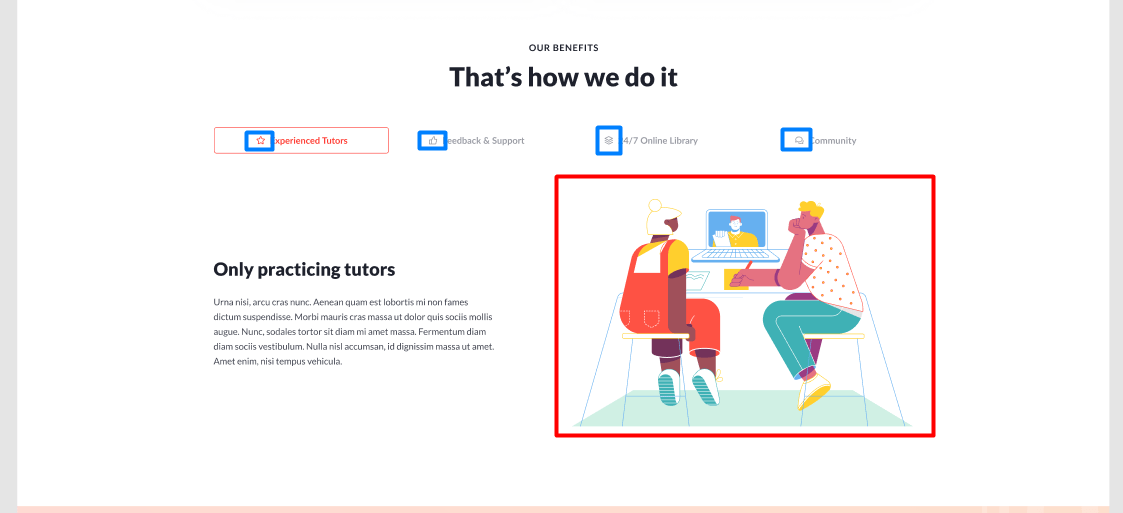 OUR BENEFITS
That's how we do it
xperienced Tutors
eedback & Support
4/7 Online Library
ommunity
Only practicing tutors
Urna nisi, arcu cras nunc. Aenean quam est lobortis mi non fames
dictum suspendisse. Morbi mauris cras massa ut dolor quis sociis mollis
augue. Nunc, sodales tortor sit diam mi amet massa. Fermentum diam
diam sociis vestibulum. Nulla nisl accumsan, id dignissim massa ut amet.
Amet enim, nisi tempus vehicula.